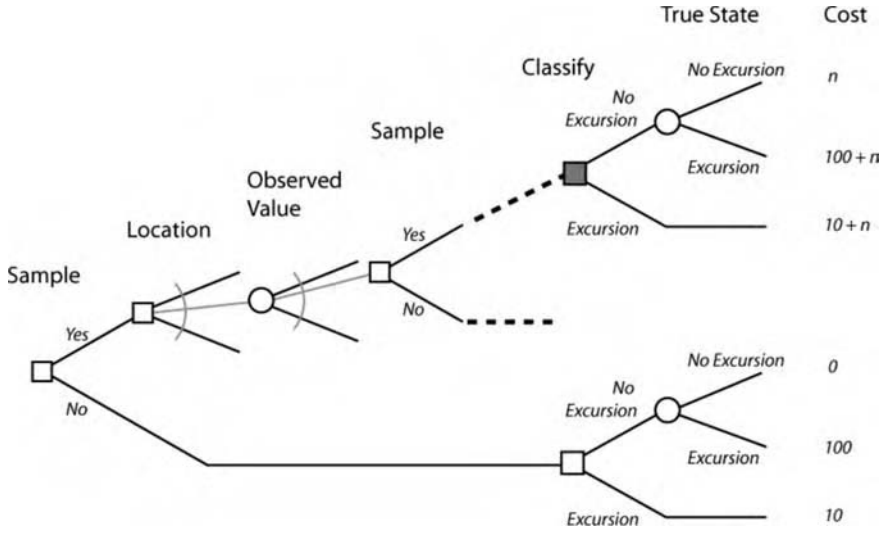 True State
Cost
Classify
No Excursion
n
No
Excursion
Sample
Excursion
100 + n
Observed
Value
Location
Yes
Excursion
10 + n
Sample
No
Yes
No Excursion
0
No
No
Excursion
Excursion
100
Excursion
10